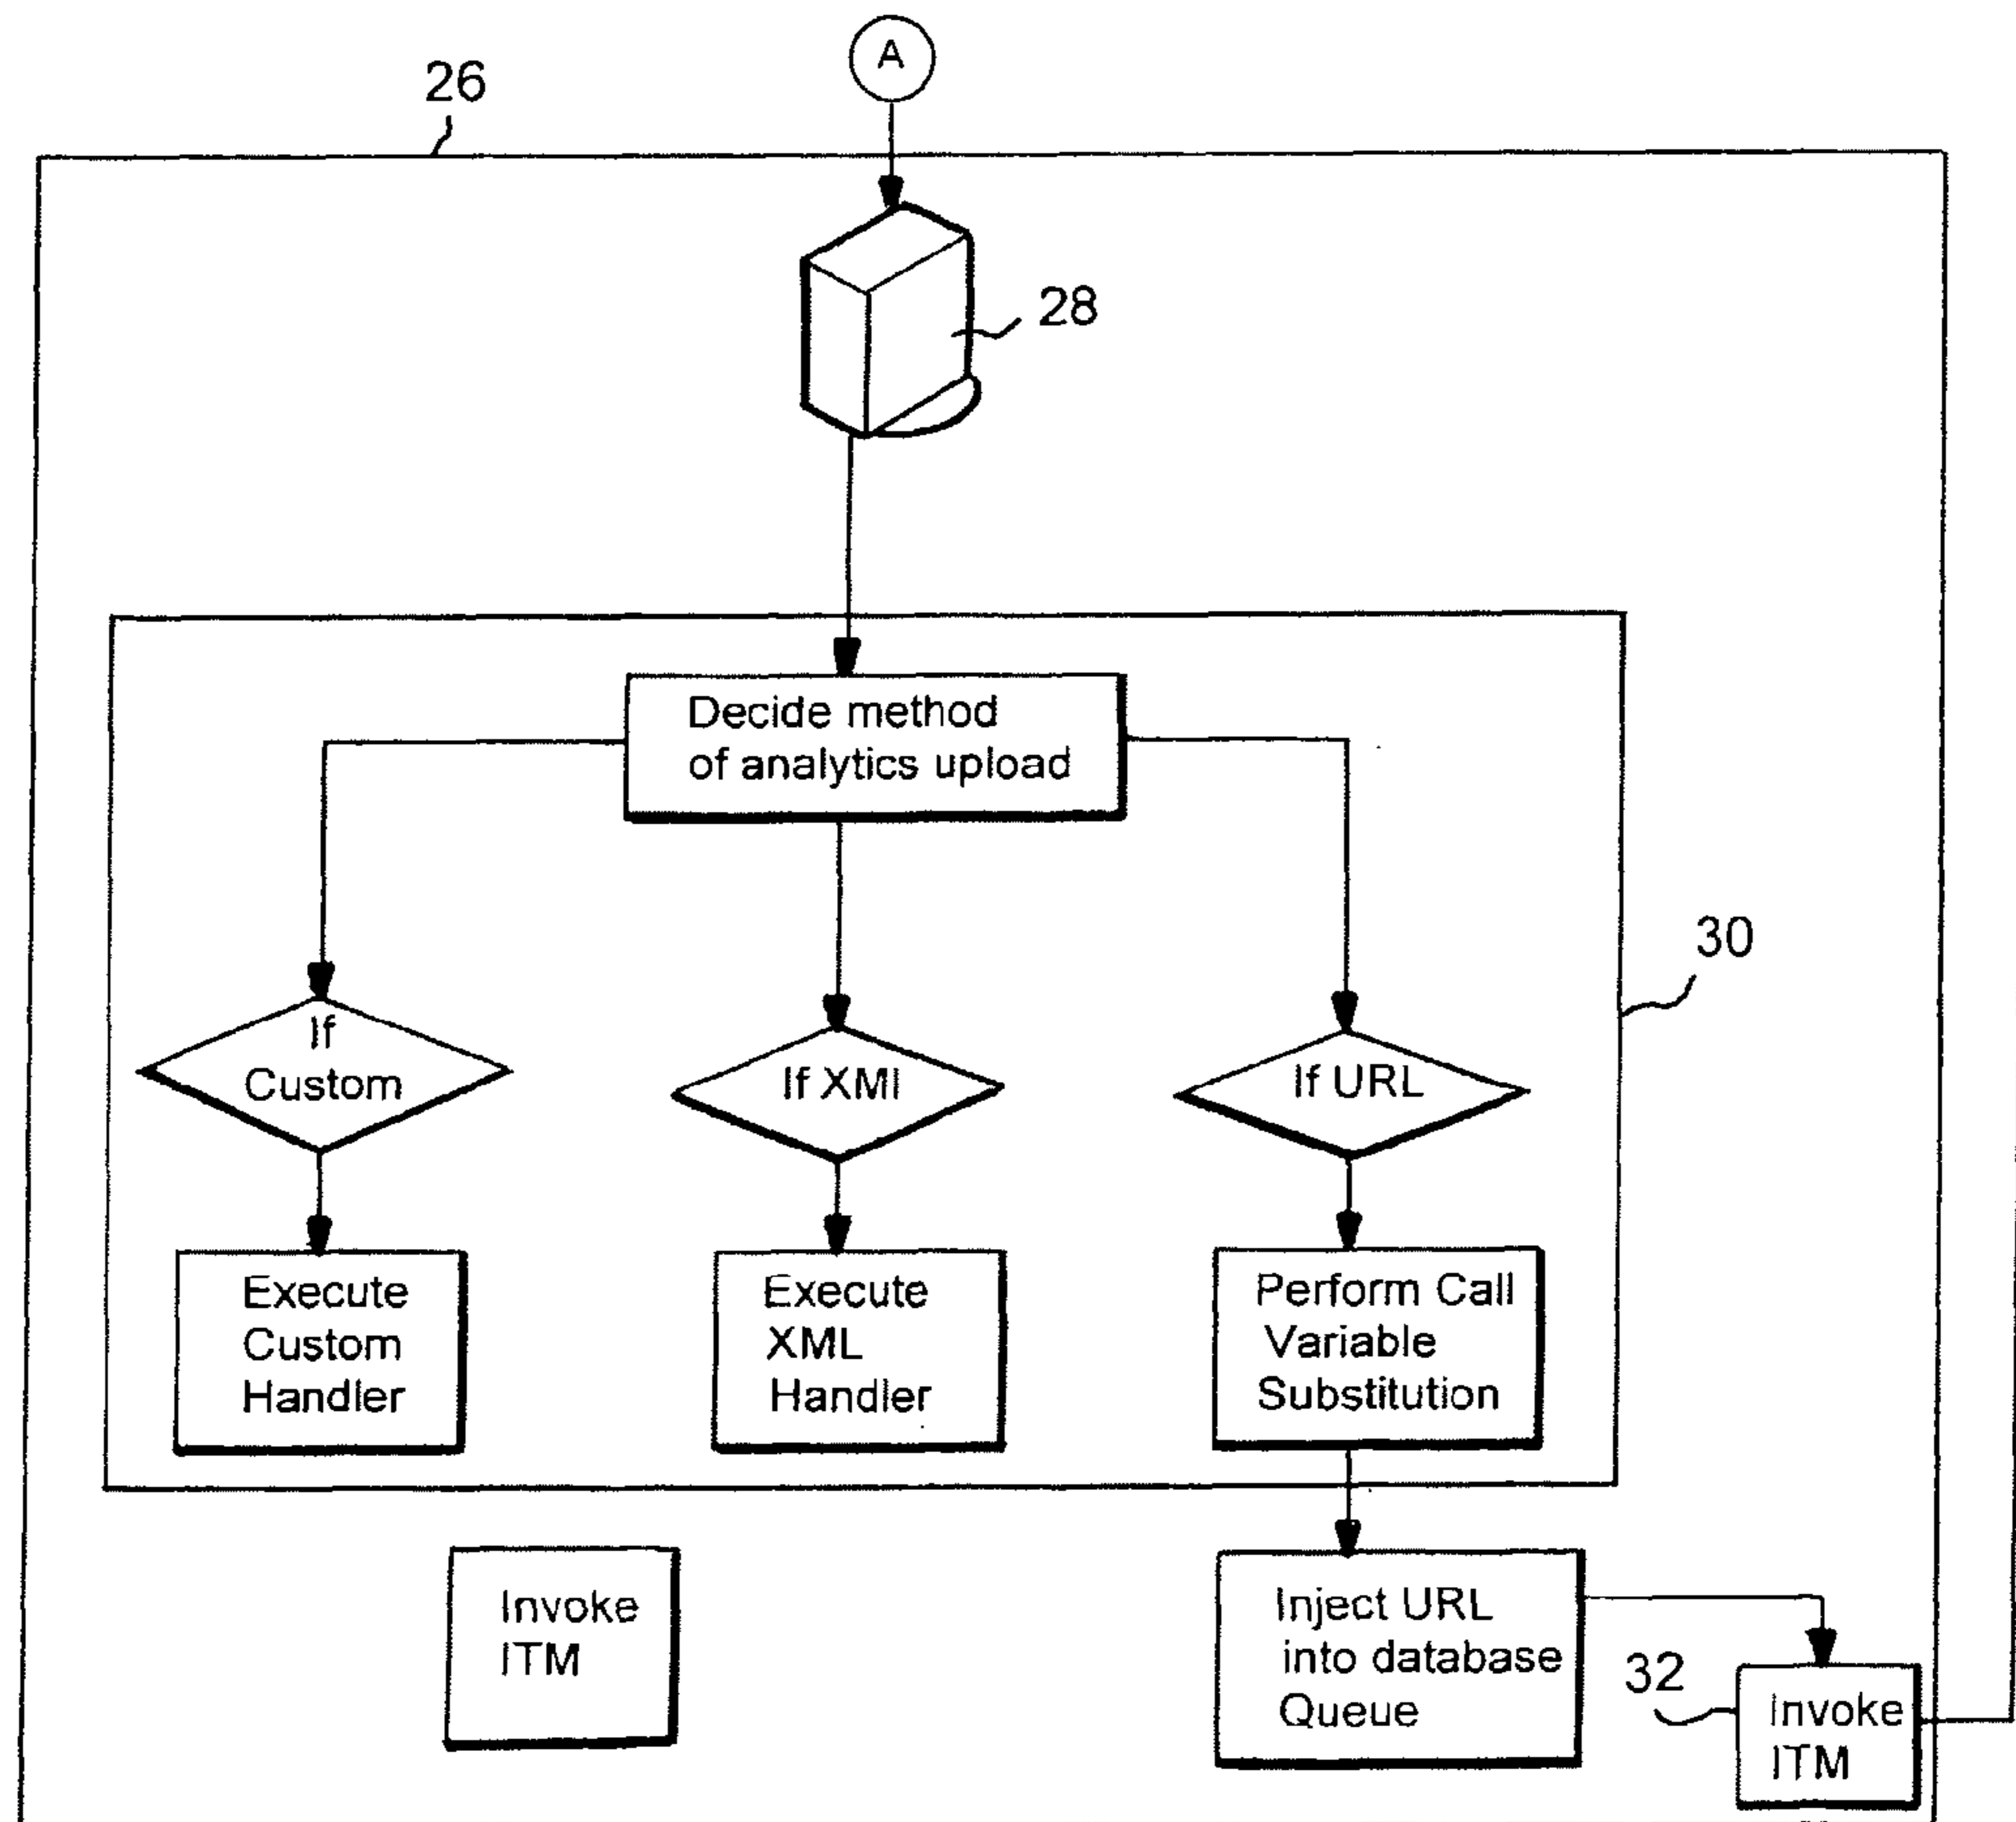 A
26
28
Decide method
of analytics upload
30
If
Custom
If XMI
If URL
Execute
Custom
Handler
Execute
XML
Handler
Perform Call
Variable
Substitution
Invoke
ITM
Inject URL
into database
Queue
32
Invoke
ITM